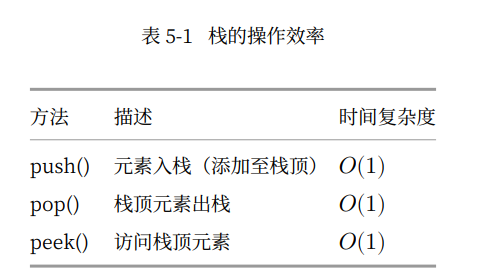 表 5-1 栈的操作效率
方法 描述 时间复杂度
push() 元素入栈（添加至栈顶） O(1)
pop() 栈顶元素出栈 O(1)
peek() 访问栈顶元素 O(1)